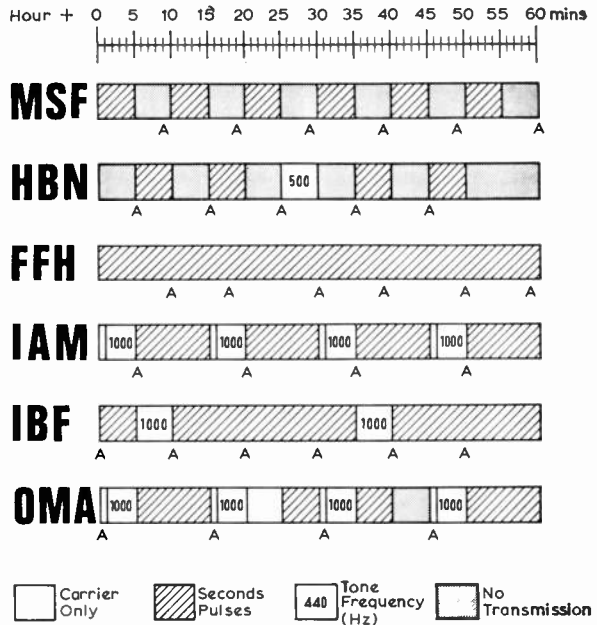 Hour + 0 5 10 15 20 25 30 35 40 45 50 60 mins
MSF
A A A A A A
HBN 500
A A A A A
FFH
A A A A A A
IAM 1000 1000 1000 1000
A A A A
IBF 1000 1000
A A A A A A
OMA 1000 1000 1000 1000
A A A A
Carrier Only
Seconds Pulses
440 Tone Frequency (Hz)
No Transmission